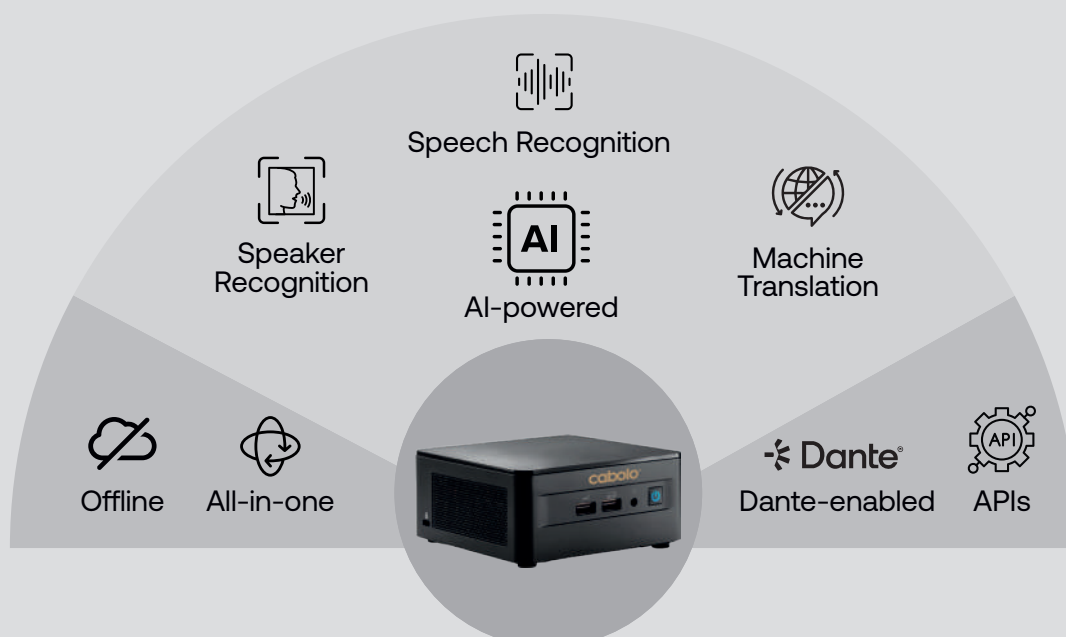 Speech Recognition
Speaker
Recognition
AI
AI-powered
Machine
Translation
Offline
All-in-one
cabolo
Dante®
Dante-enabled
API
APIs